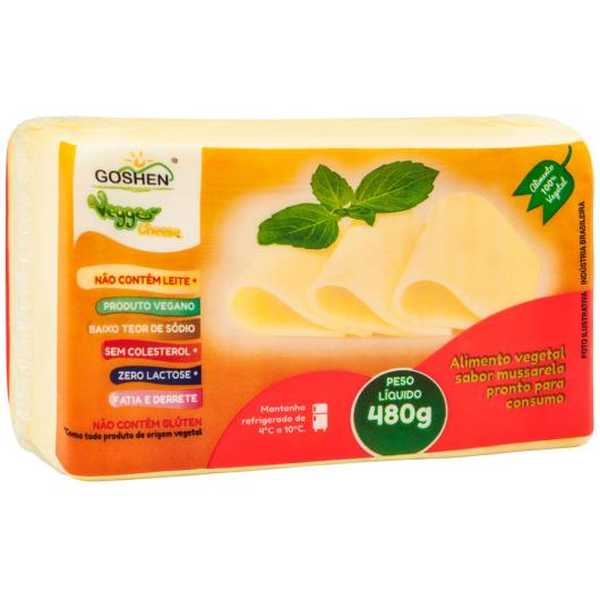 GOSHEN
®
Vegge
Cheese
NÃO CONTÉM LEITE *
PRODUTO VEGANO
BAIXO TEOR DE SÓDIO
SEM COLESTEROL *
ZERO LACTOSE *
FATIA E DERRETE
NÃO CONTÉM GLÚTEN
*Como todo produto de origem vegetal
Mantenha
refrigerado de
4°C a 10°C.
PESO
LÍQUIDO
480g
Alimento vegetal
sabor mussarela
pronto para
consumo
Alimento
100%
Vegetal
FOTO ILUSTRATIVA INDÚSTRIA BRASILEIRA